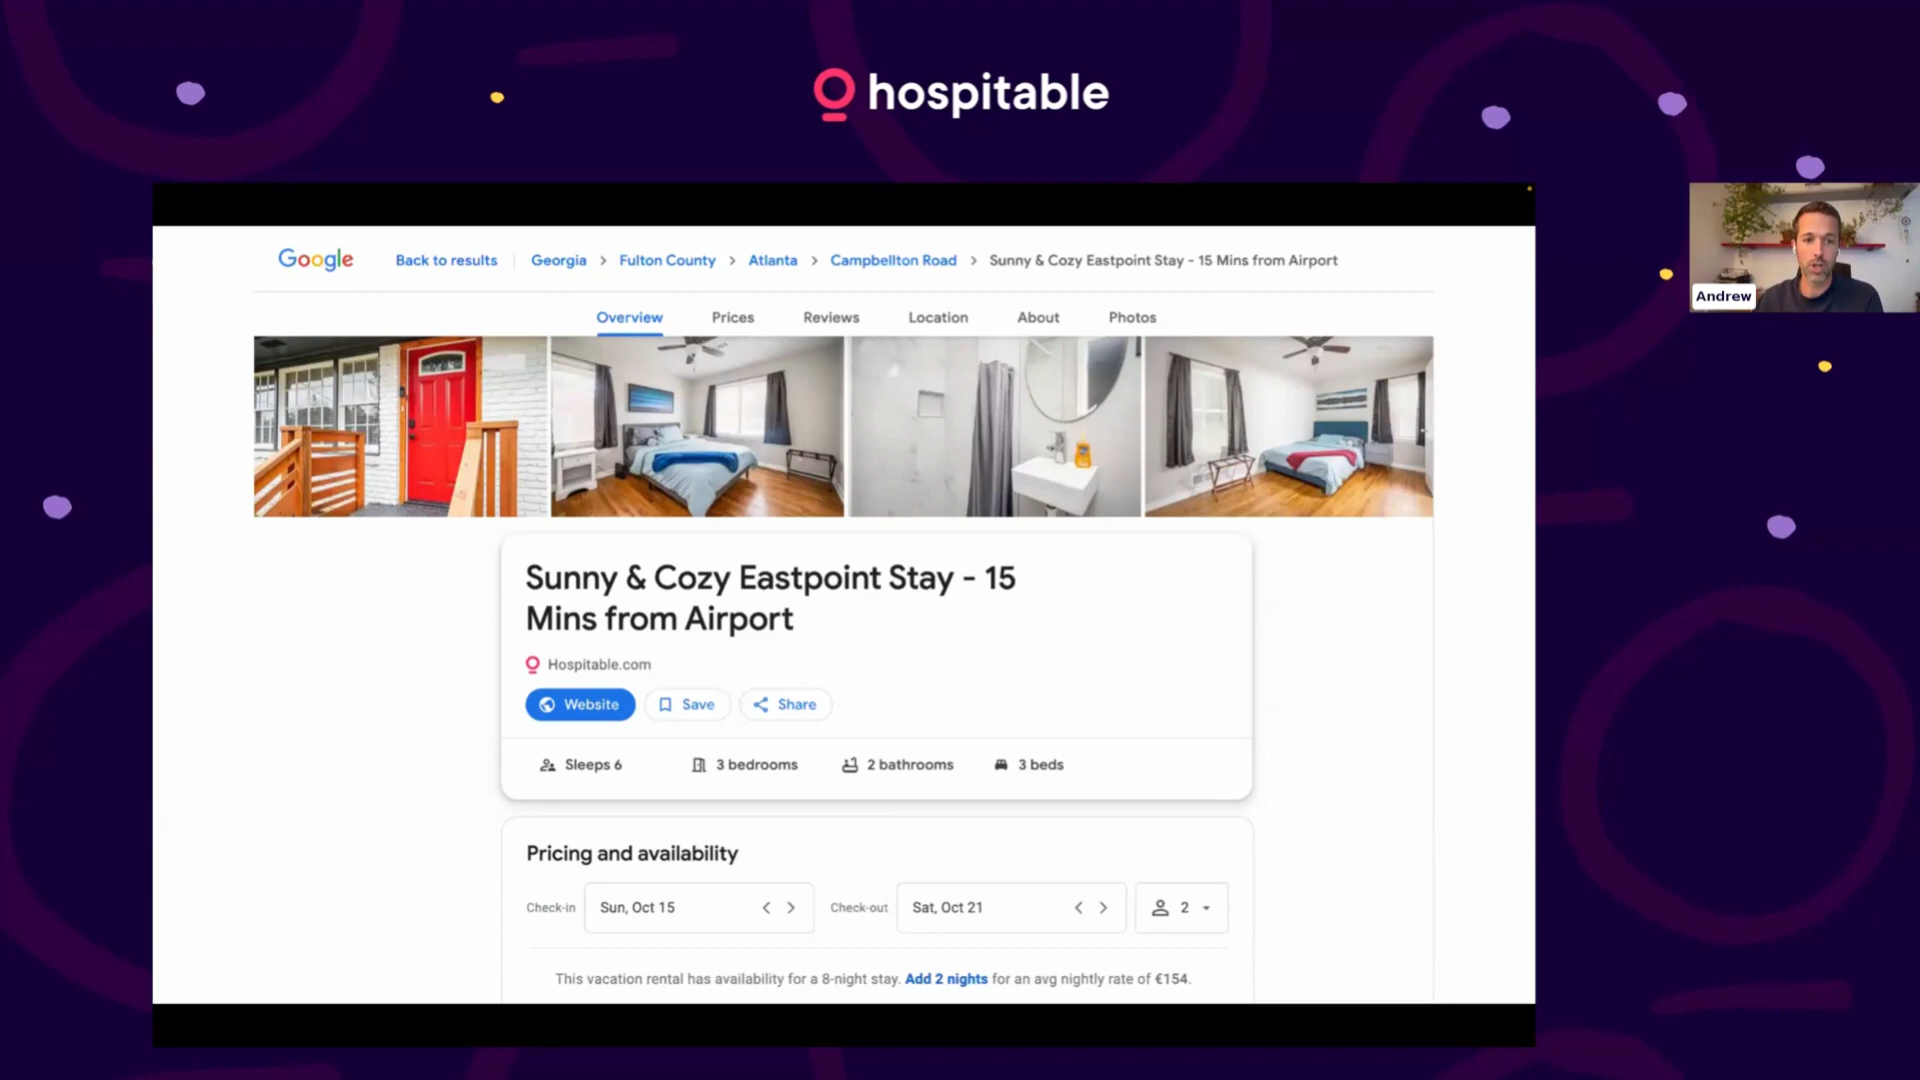 hospitable
Google Back to results Georgia > Fulton County > Atlanta > Campbellton Road > Sunny & Cozy Eastpoint Stay - 15 Mins from Airport
Overview Prices Reviews Location About Photos
Andrew
Sunny & Cozy Eastpoint Stay - 15
Mins from Airport
Hospitable.com
Website Save Share
Sleeps 6 3 bedrooms 2 bathrooms 3 beds
Pricing and availability
Check-in Sun, Oct 15 Check-out Sat, Oct 21 2
This vacation rental has availability for a 8-night stay. Add 2 nights for an avg nightly rate of €154.